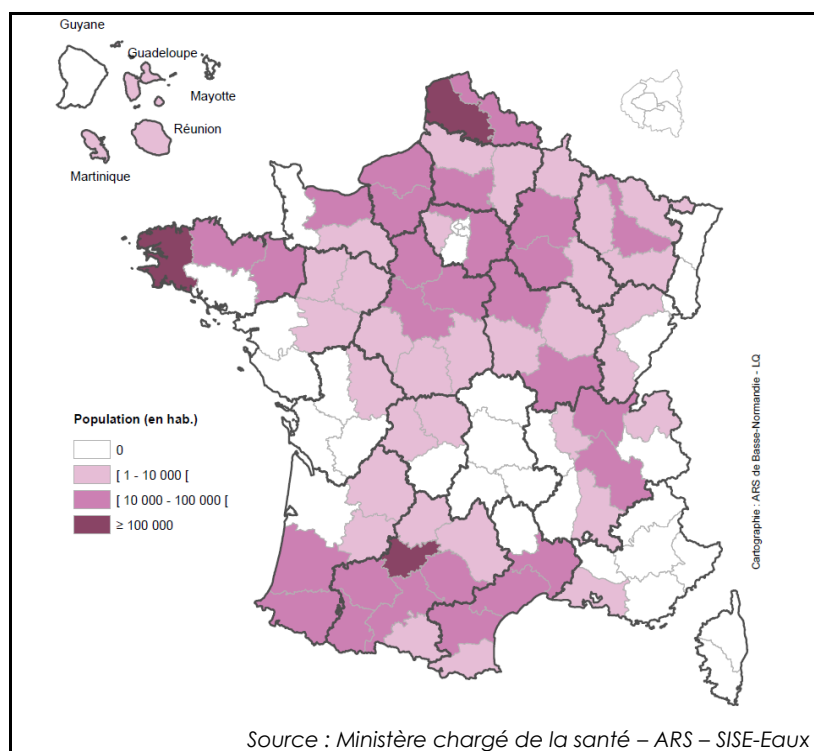 Guyane
Guadeloupe
Mayotte
Réunion
Martinique
Population (en hab.)
0
[ 1 - 10 000 [
[ 10 000 - 100 000 [
≥ 100 000
Cartographie : ARS de Basse-Normandie - LQ
Source : Ministère chargé de la santé – ARS – SISE-Eaux